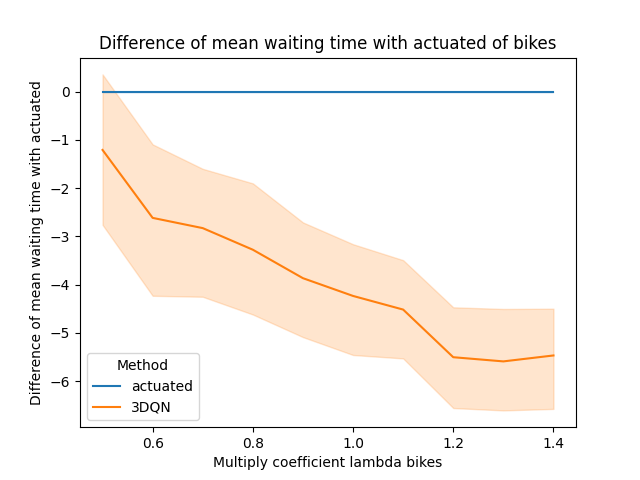 Difference of mean waiting time with actuated of bikes
Difference of mean waiting time with actuated
0
−1
−2
−3
−4
−5
−6
Method
actuated
3DQN
0.6
0.8
1.0
1.2
1.4
Multiply coefficient lambda bikes